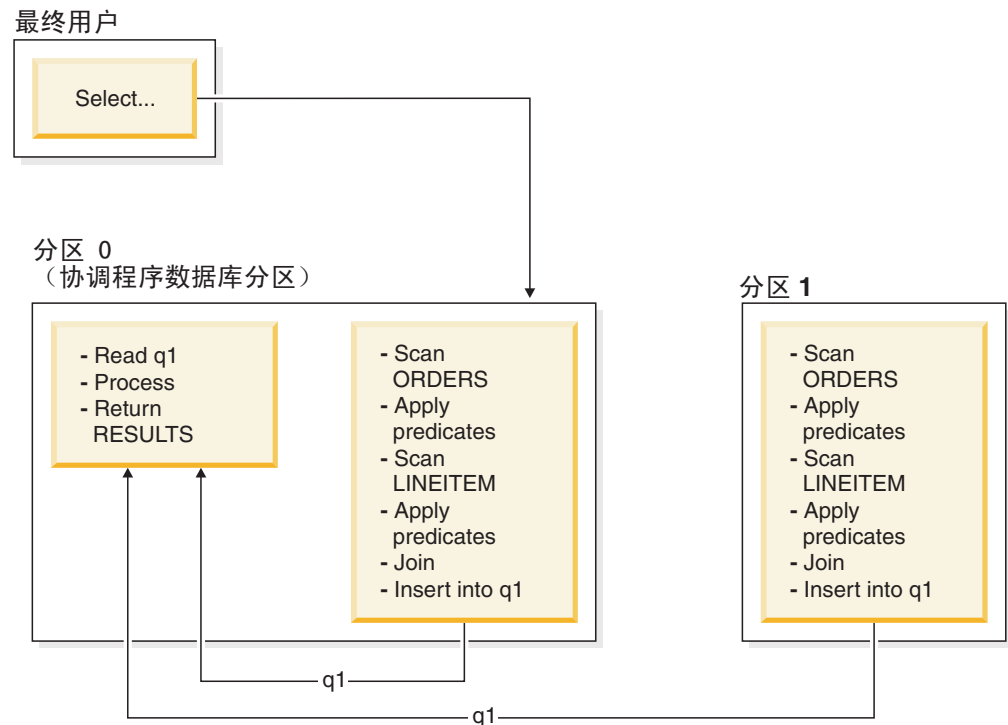 最终用户
Select...
分区 0
（协调程序数据库分区）
- Read q1
- Process
- Return
RESULTS
- Scan
ORDERS
- Apply
predicates
- Scan
LINEITEM
- Apply
predicates
- Join
- Insert into q1
分区 1
- Scan
ORDERS
- Apply
predicates
- Scan
LINEITEM
- Apply
predicates
- Join
- Insert into q1
q1
q1